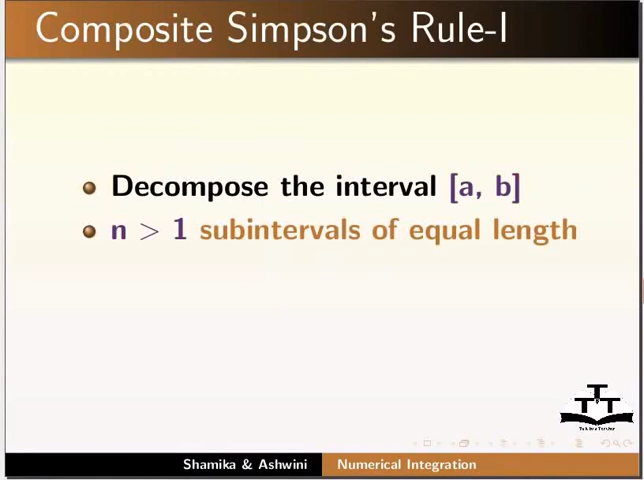 Composite Simpson's Rule-I
Decompose the interval [a, b]
n > 1 subintervals of equal length
Shamika & Ashwini Numerical Integration